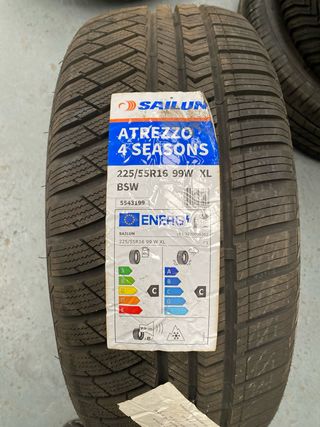 SAILUN
ATREZZO
4 SEASONS
225/55R16 99W XL
BSW
5543199
ENERG
SAILUN
225/55R16 99 W XL
A
C
C
B